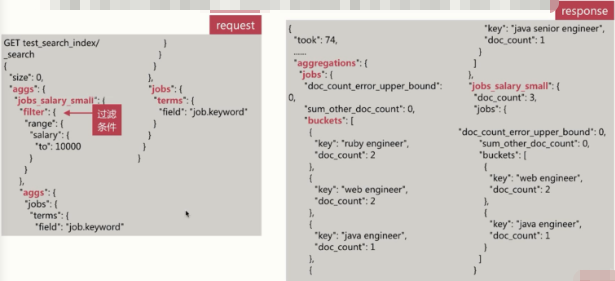 request
GET test_search_index/
_search
{
"size": 0,
"aggs": {
"jobs_salary_small": {
"filter": {
过滤
条件
"range": {
"salary": {
"to": 10000
}
}
},
"aggs": {
"jobs": {
"terms": {
"field": "job.keyword"
}
}
}
},
"jobs": {
"terms": {
"field": "job.keyword"
}
}
}
}
response
{
"took": 74,
......
"aggregations": {
"jobs": {
"doc_count_error_upper_bound":
0,
"sum_other_doc_count": 0,
"buckets": [
{
"key": "ruby engineer",
"doc_count": 2
},
{
"key": "web engineer",
"doc_count": 2
},
{
"key": "java engineer",
"doc_count": 1
},
{
"key": "java senior engineer",
"doc_count": 1
}
]
},
"jobs_salary_small": {
"doc_count": 3,
"jobs": {
"doc_count_error_upper_bound": 0,
"sum_other_doc_count": 0,
"buckets": [
{
"key": "web engineer",
"doc_count": 2
},
{
"key": "java engineer",
"doc_count": 1
}
]
}